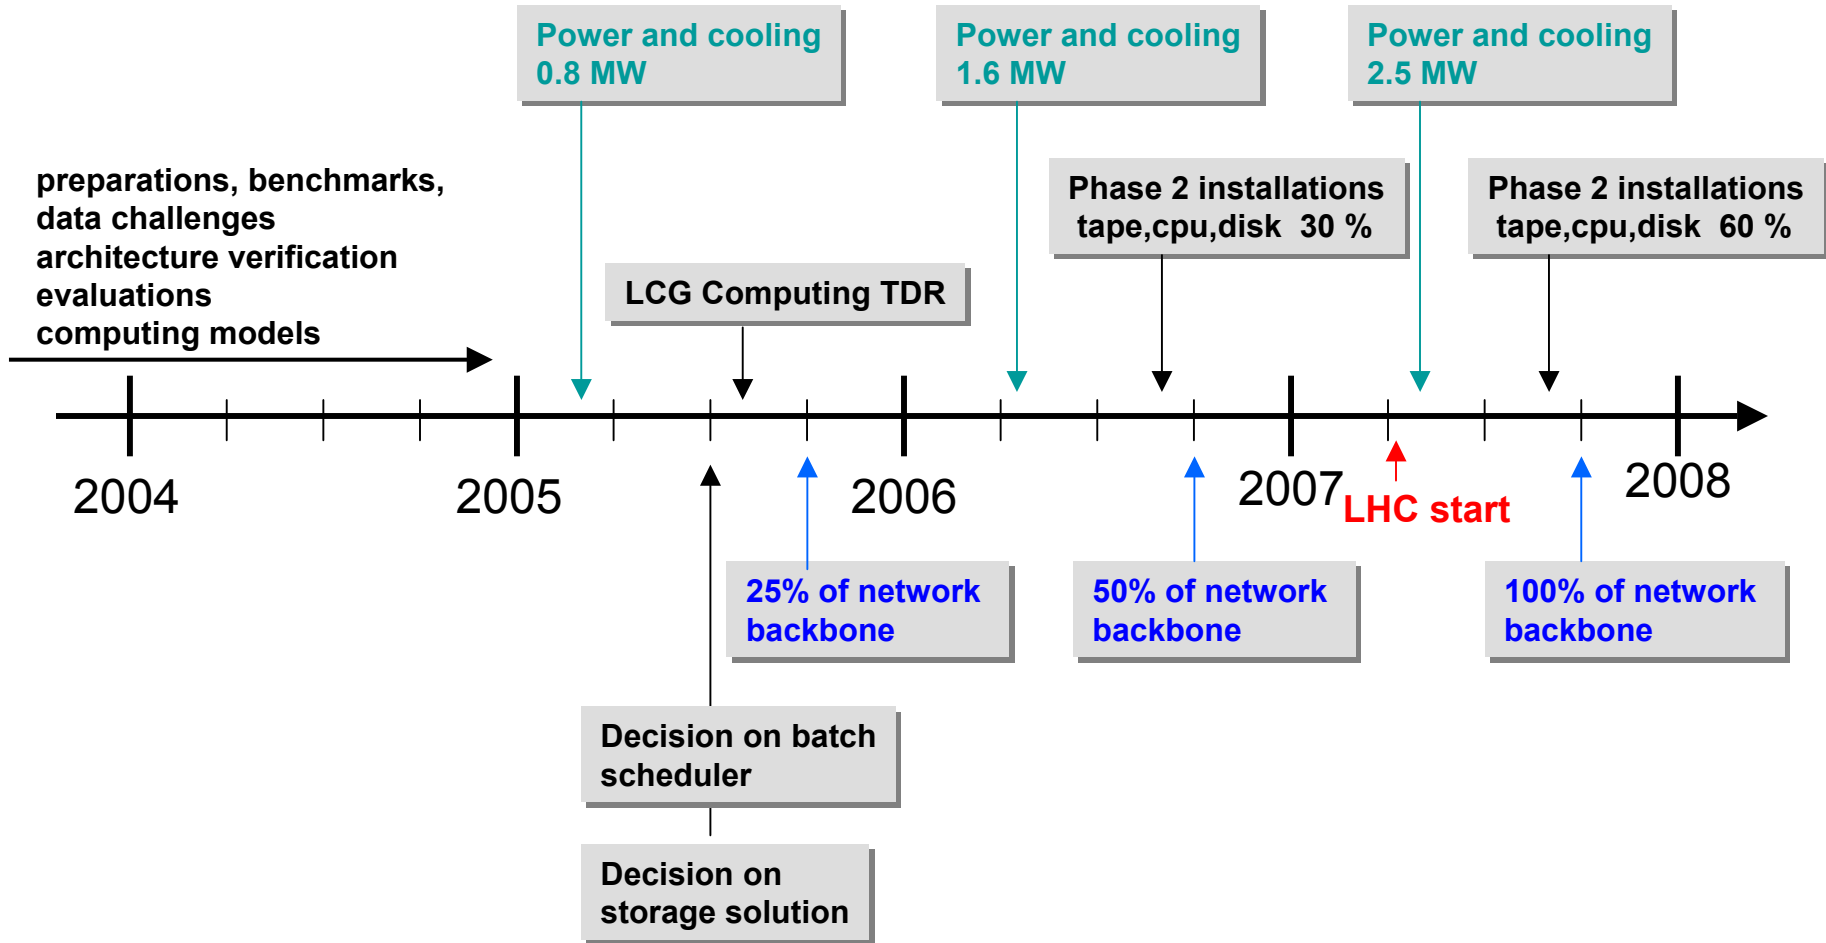 Power and cooling
0.8 MW
Power and cooling
1.6 MW
Power and cooling
2.5 MW
preparations, benchmarks,
data challenges
architecture verification
evaluations
computing models
Phase 2 installations
tape,cpu,disk 30 %
Phase 2 installations
tape,cpu,disk 60 %
LCG Computing TDR
2004
2005
2006
2007
2008
LHC start
25% of network
backbone
50% of network
backbone
100% of network
backbone
Decision on batch
scheduler
Decision on
storage solution